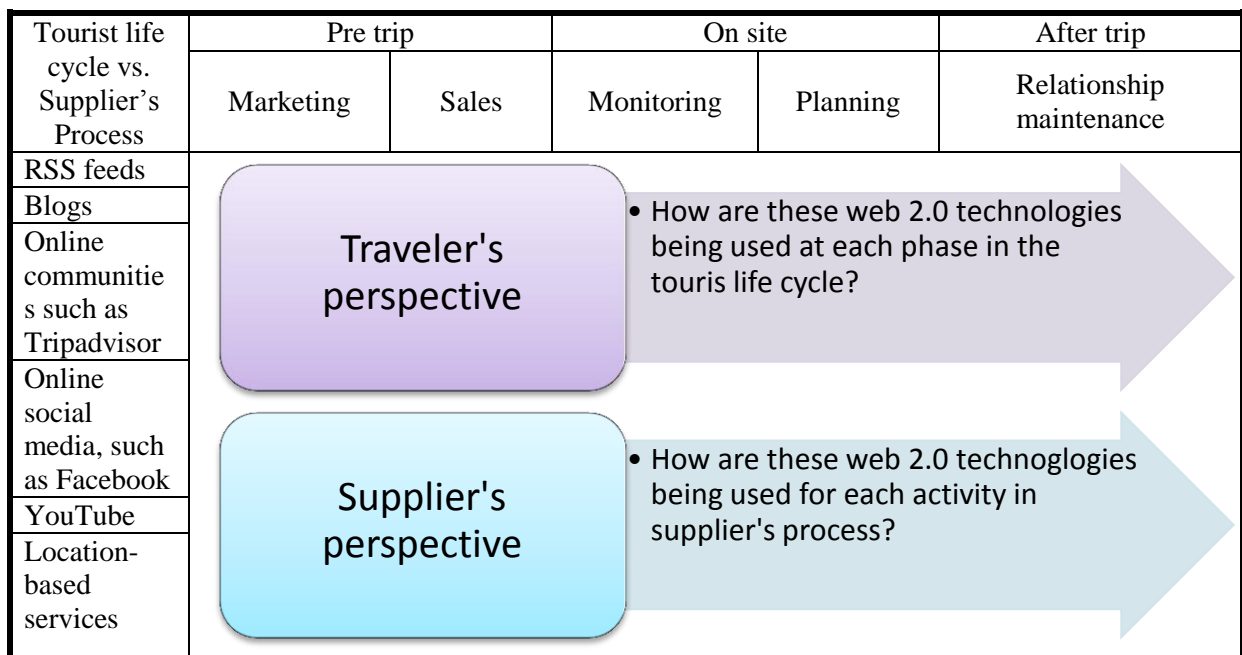 Tourist life
cycle vs.
Supplier’s
Process
Pre trip
On site
After trip
Marketing
Sales
Monitoring
Planning
Relationship
maintenance
RSS feeds
Blogs
Online
communitie
s such as
Tripadvisor
Online
social
media, such
as Facebook
YouTube
Location-
based
services
Traveler's
perspective
• How are these web 2.0 technologies
being used at each phase in the
touris life cycle?
Supplier's
perspective
• How are these web 2.0 technoglogies
being used for each activity in
supplier's process?